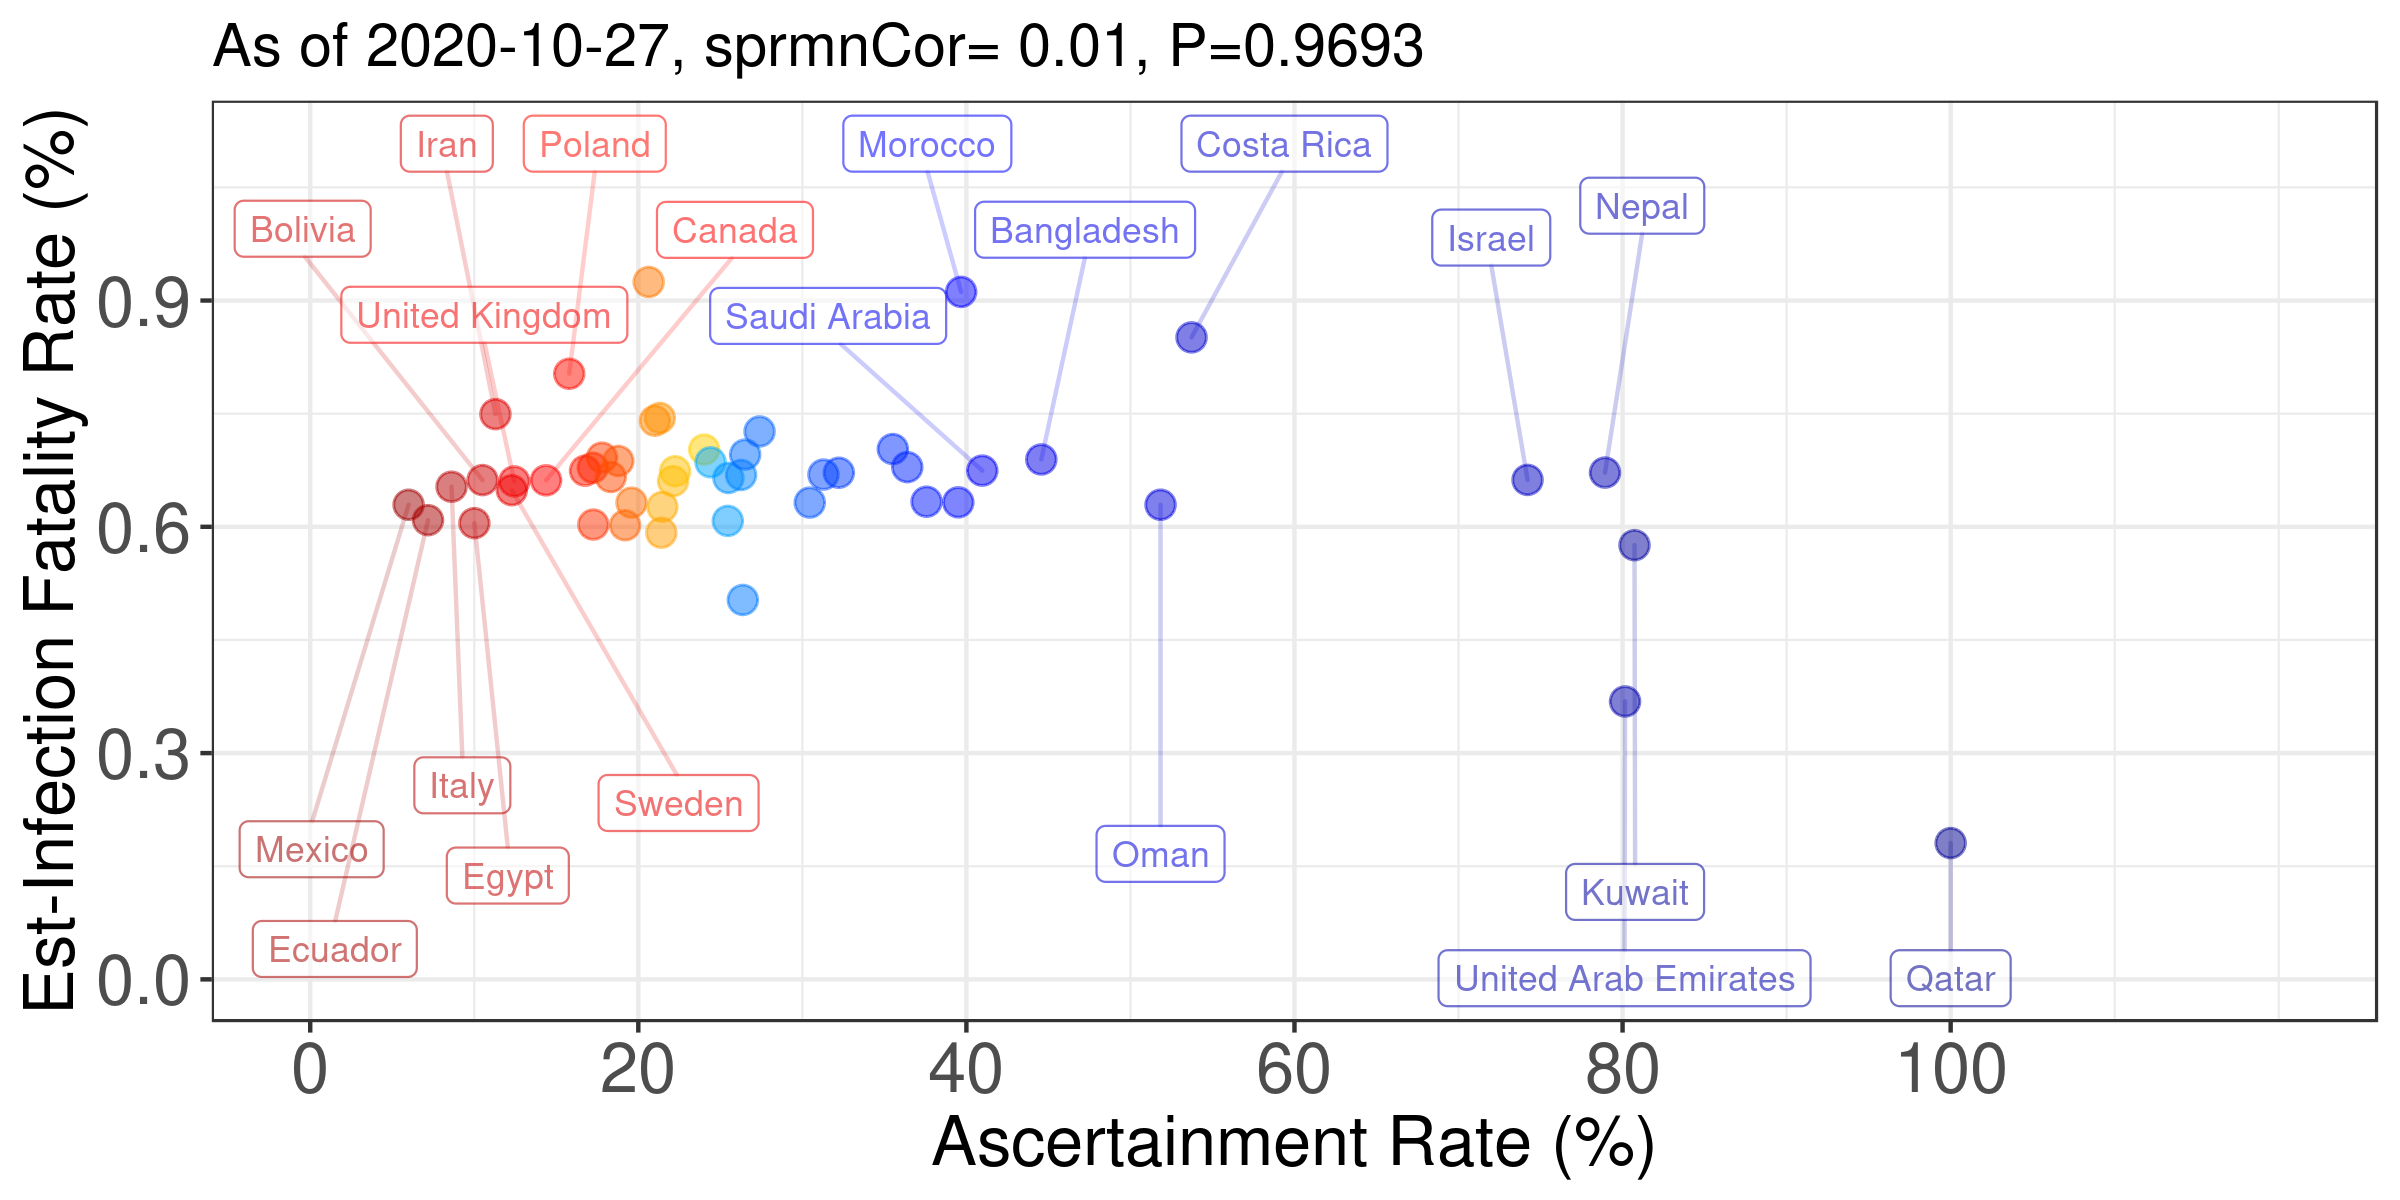 As of 2020-10-27, sprmnCor= 0.01, P=0.9693
Est-Infection Fatality Rate (%)
0.9
0.6
0.3
0.0
Iran
Poland
Morocco
Costa Rica
Nepal
Bolivia
Canada
Bangladesh
Israel
United Kingdom
Saudi Arabia
Italy
Sweden
Mexico
Egypt
Oman
Kuwait
Ecuador
United Arab Emirates
Qatar
0 20 40 60 80 100
Ascertainment Rate (%)